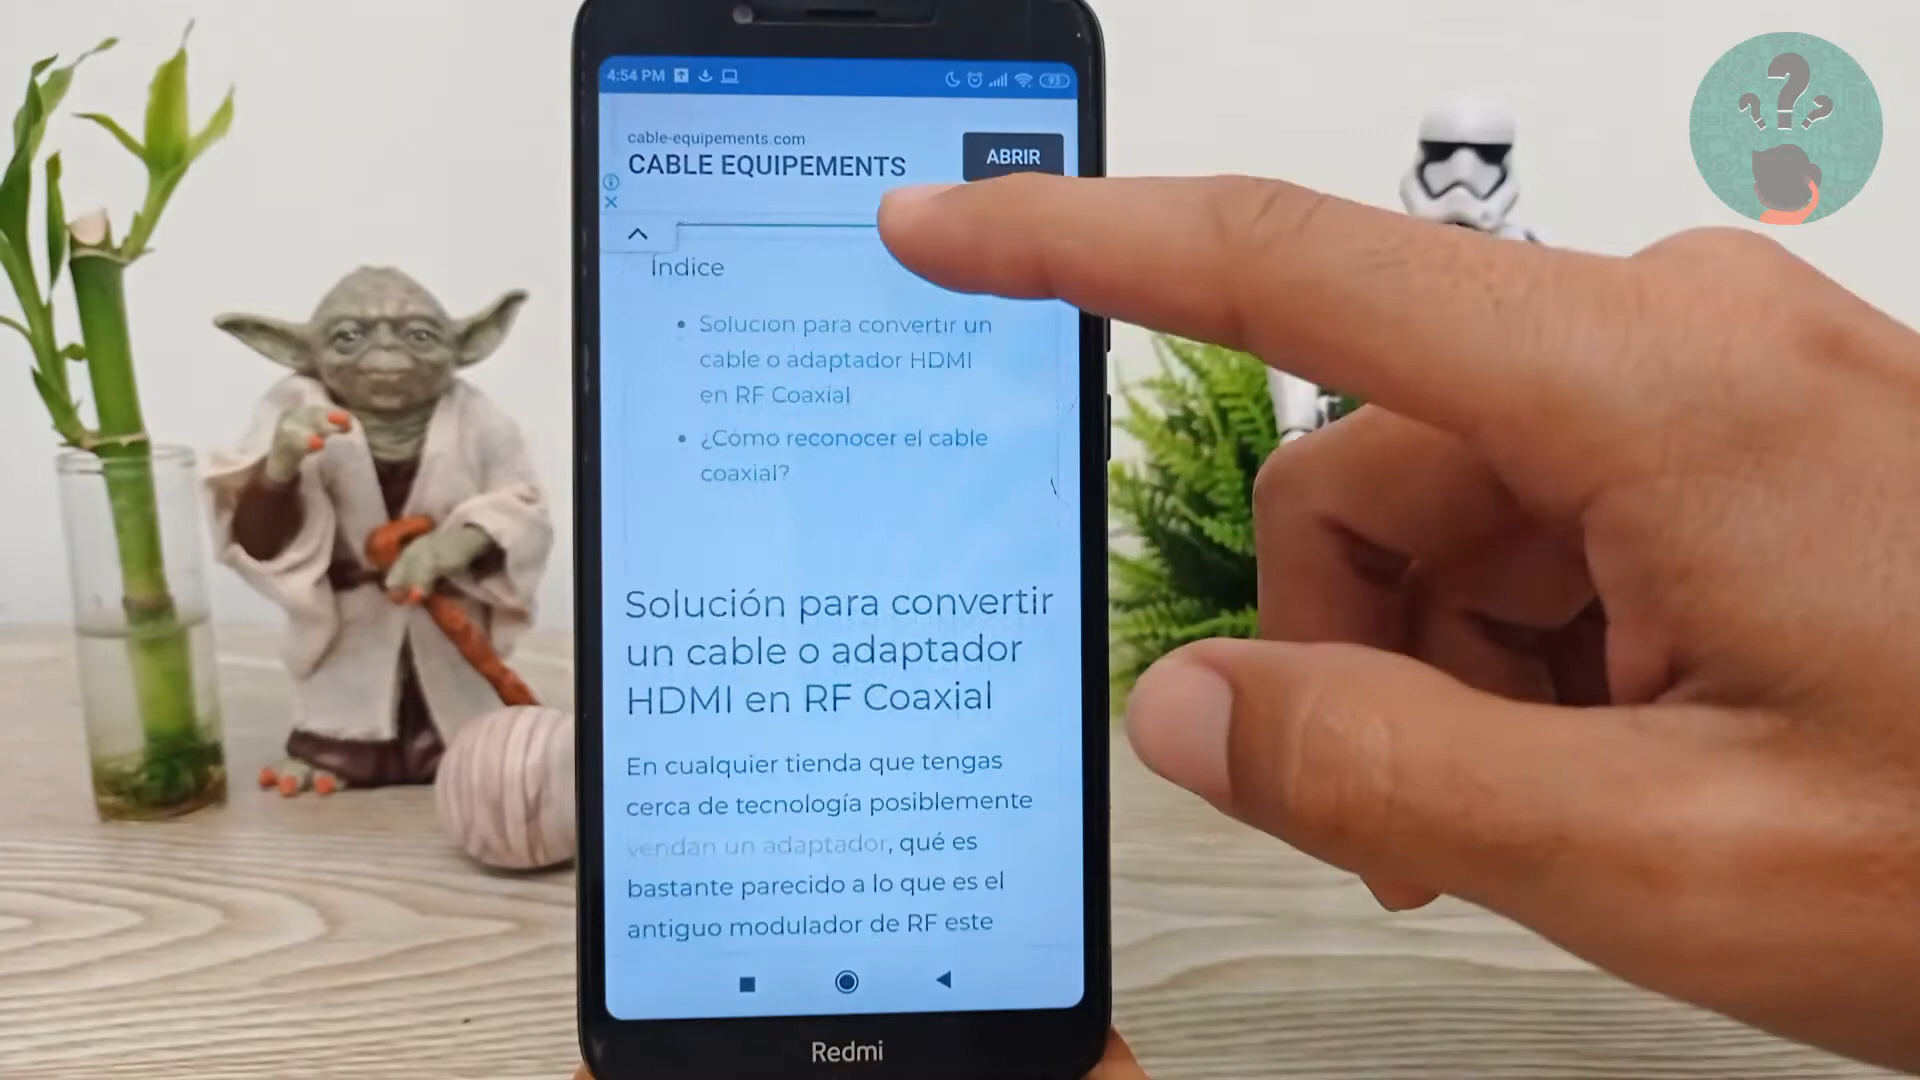 4:54 PM
93
cable-equipements.com
CABLE EQUIPEMENTS
ABRIR
Índice
Solución para convertir un
cable o adaptador HDMI
en RF Coaxial
¿Cómo reconocer el cable
coaxial?
Solución para convertir
un cable o adaptador
HDMI en RF Coaxial
En cualquier tienda que tengas
cerca de tecnología posiblemente
vendan un adaptador, qué es
bastante parecido a lo que es el
antiguo modulador de RF este
Redmi